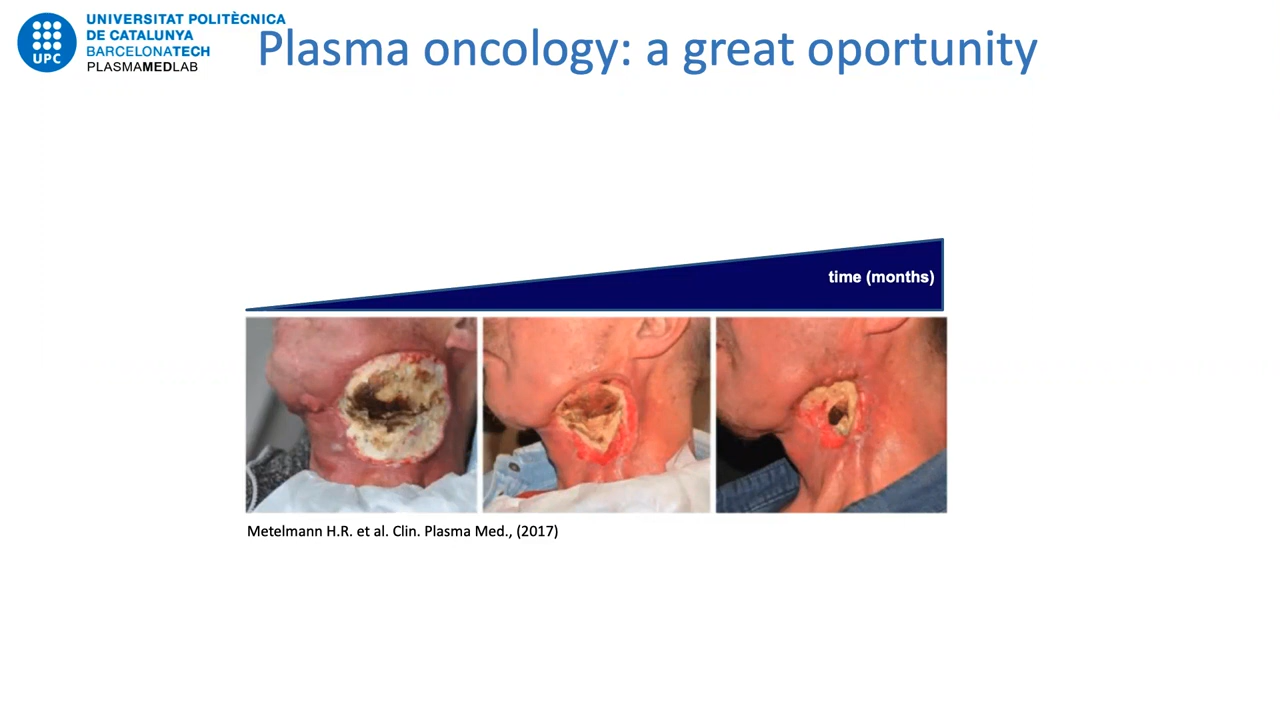 UNIVERSITAT POLITÈCNICA
DE CATALUNYA
BARCELONATECH
PLASMAMEDLAB
UPC
Plasma oncology: a great oportunity
time (months)
Metelmann H.R. et al. Clin. Plasma Med., (2017)